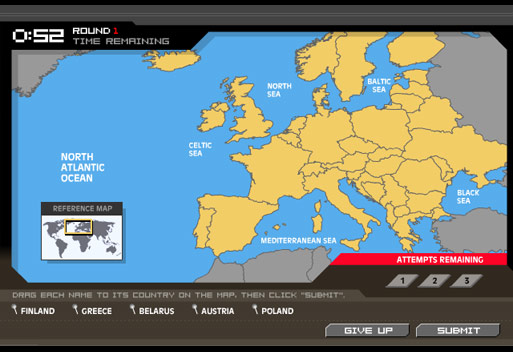 0:52
ROUND 1
TIME REMAINING
NORTH
SEA
BALTIC
SEA
CELTIC
SEA
NORTH
ATLANTIC
OCEAN
BLACK
SEA
REFERENCE MAP
MEDITERRANEAN SEA
ATTEMPTS REMAINING
1 2 3
DRAG EACH NAME TO ITS COUNTRY ON THE MAP, THEN CLICK "SUBMIT".
FINLAND GREECE BELARUS AUSTRIA POLAND
GIVE UP SUBMIT